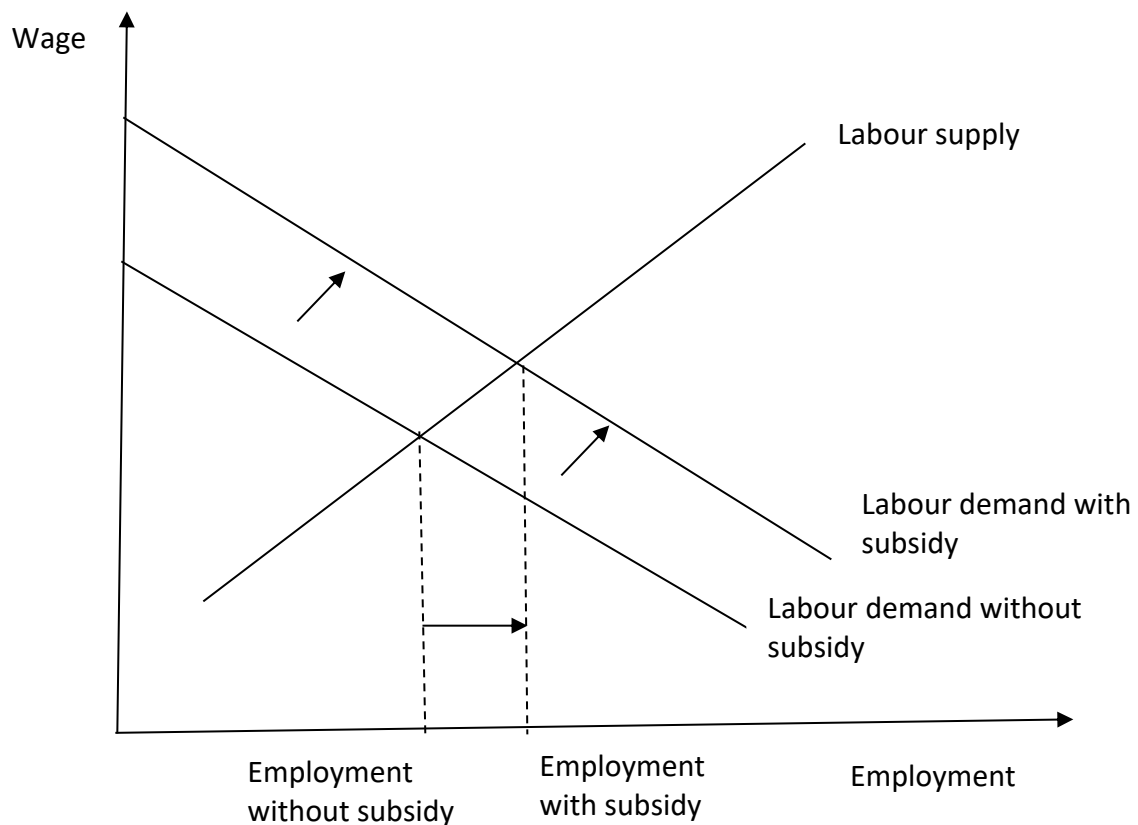 Wage
Labour supply
Labour demand with
subsidy
Labour demand without
subsidy
Employment
without subsidy
Employment
with subsidy
Employment